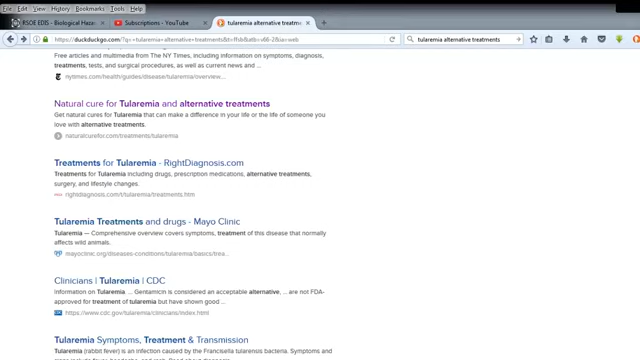 File Edit View History Bookmarks Tools Help
RSOE EDIS - Biological Hazar
Subscriptions - YouTube
tularemia alternative treatm
https://duckduckgo.com/?q=tularemia+alternative+treatments&t=ffsk&atb=v66-2&ia=web
tularemia alternative treatments
Free articles and multimedia from The NY Times, including information on symptoms, diagnosis,
treatments, tests, and surgical procedures, as well as current news and ...
nytimes.com/health/guides/disease/tularemia/overview...
Natural cure for Tularemia and alternative treatments
Get natural cures for Tularemia that can make a difference in your life or the life of someone you
love with alternative treatments.
naturalcurefor.com/treatments/tularemia
Treatments for Tularemia - RightDiagnosis.com
Treatments for Tularemia including drugs, prescription medications, alternative treatments,
surgery, and lifestyle changes.
rightdiagnosis.com/t/tularemia/treatments.htm
Tularemia Treatments and drugs - Mayo Clinic
Tularemia — Comprehensive overview covers symptoms, treatment of this disease that normally
affects wild animals.
mayoclinic.org/diseases-conditions/tularemia/basics/trea...
Clinicians | Tularemia | CDC
information on Tularemia. ... Gentamicin is considered an acceptable alternative, ... are not FDA-
approved for treatment of tularemia but have shown good ...
https://www.cdc.gov/tularemia/clinicians/index.html
Tularemia Symptoms, Treatment & Transmission
Tularemia (rabbit fever) is an infection caused by the Francisella tularensis bacteria. Symptoms